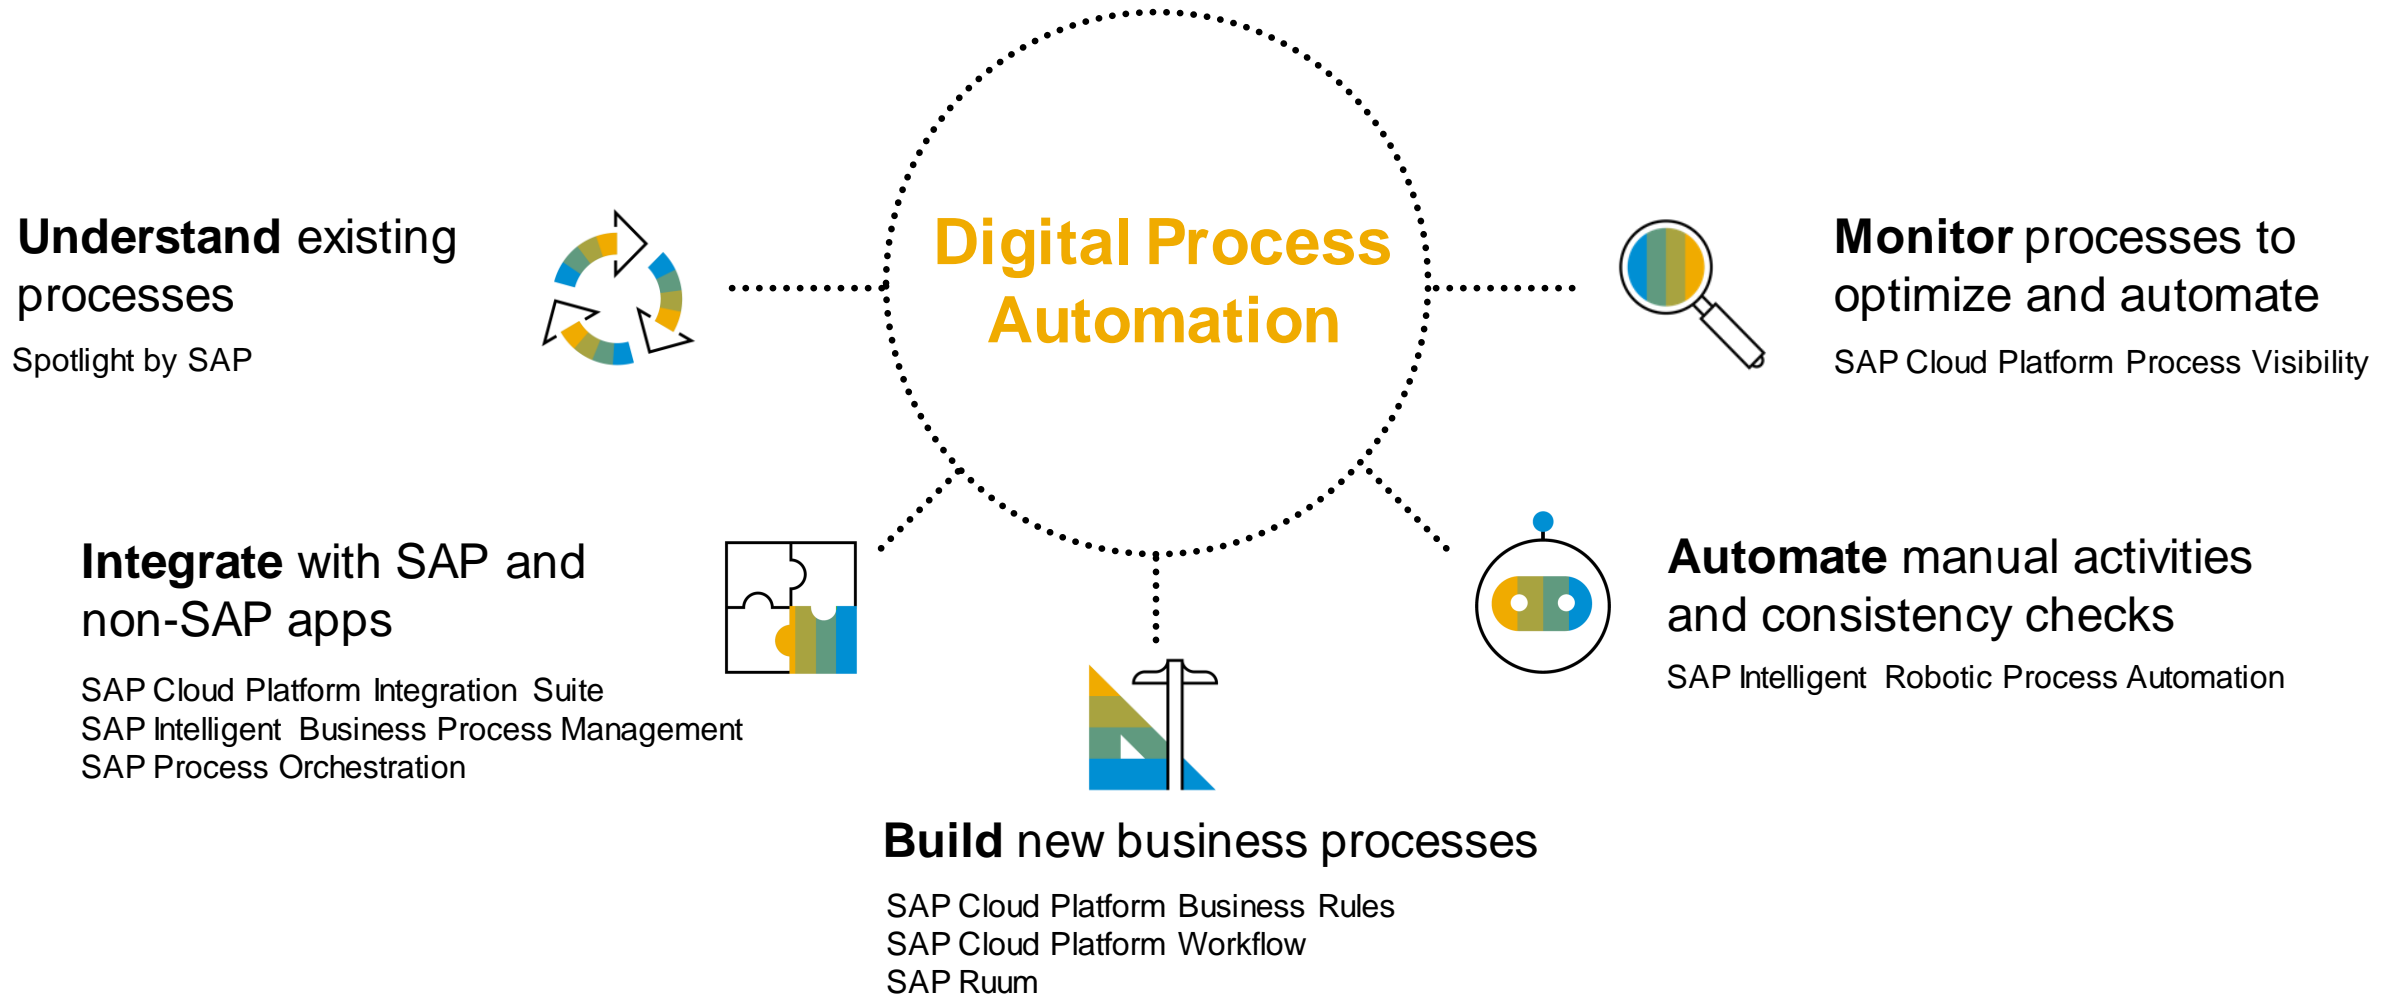 Digital Process
Automation
Understand existing
processes
Spotlight by SAP
Monitor processes to
optimize and automate
SAP Cloud Platform Process Visibility
Integrate with SAP and
non-SAP apps
SAP Cloud Platform Integration Suite
SAP Intelligent Business Process Management
SAP Process Orchestration
Automate manual activities
and consistency checks
SAP Intelligent Robotic Process Automation
Build new business processes
SAP Cloud Platform Business Rules
SAP Cloud Platform Workflow
SAP Ruum